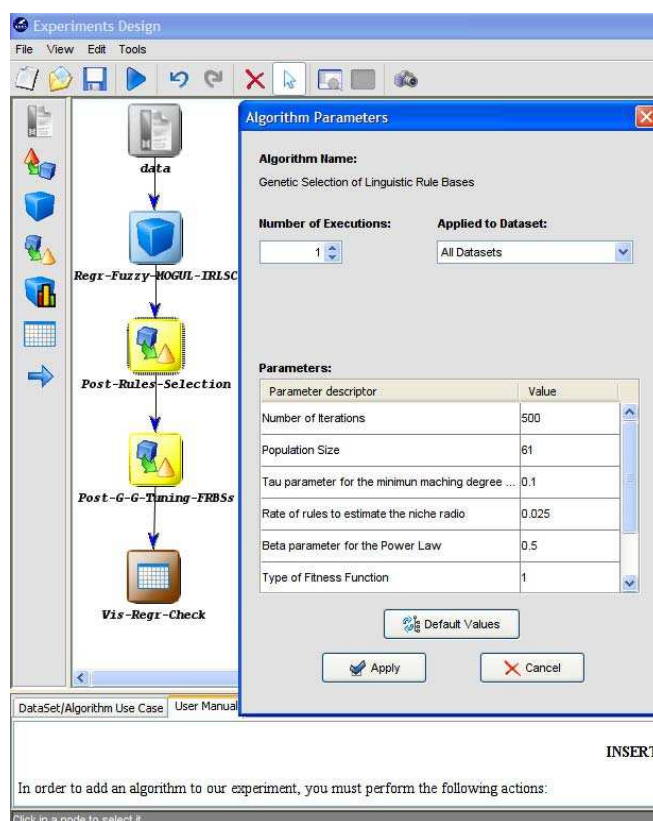 Experiments Design
File View Edit Tools
data
Regr-Fuzzy-MOGUL-IRLSC
Post-Rules-Selection
Post-G-G-Tuning-FRBSs
Vis-Regr-Check
Algorithm Parameters
Algorithm Name:
Genetic Selection of Linguistic Rule Bases
Number of Executions: Applied to Dataset:
1 All Datasets
Parameters:
Parameter descriptor Value
Number of Iterations 500
Population Size 61
Tau parameter for the minimun maching degree ... 0.1
Rate of rules to estimate the niche radio 0.025
Beta parameter for the Power Law 0.5
Type of Fitness Function 1
Default Values
Apply Cancel
DataSet/Algorithm Use Case User Manual
INSERT
In order to add an algorithm to our experiment, you must perform the following actions:
Click in a node to select it